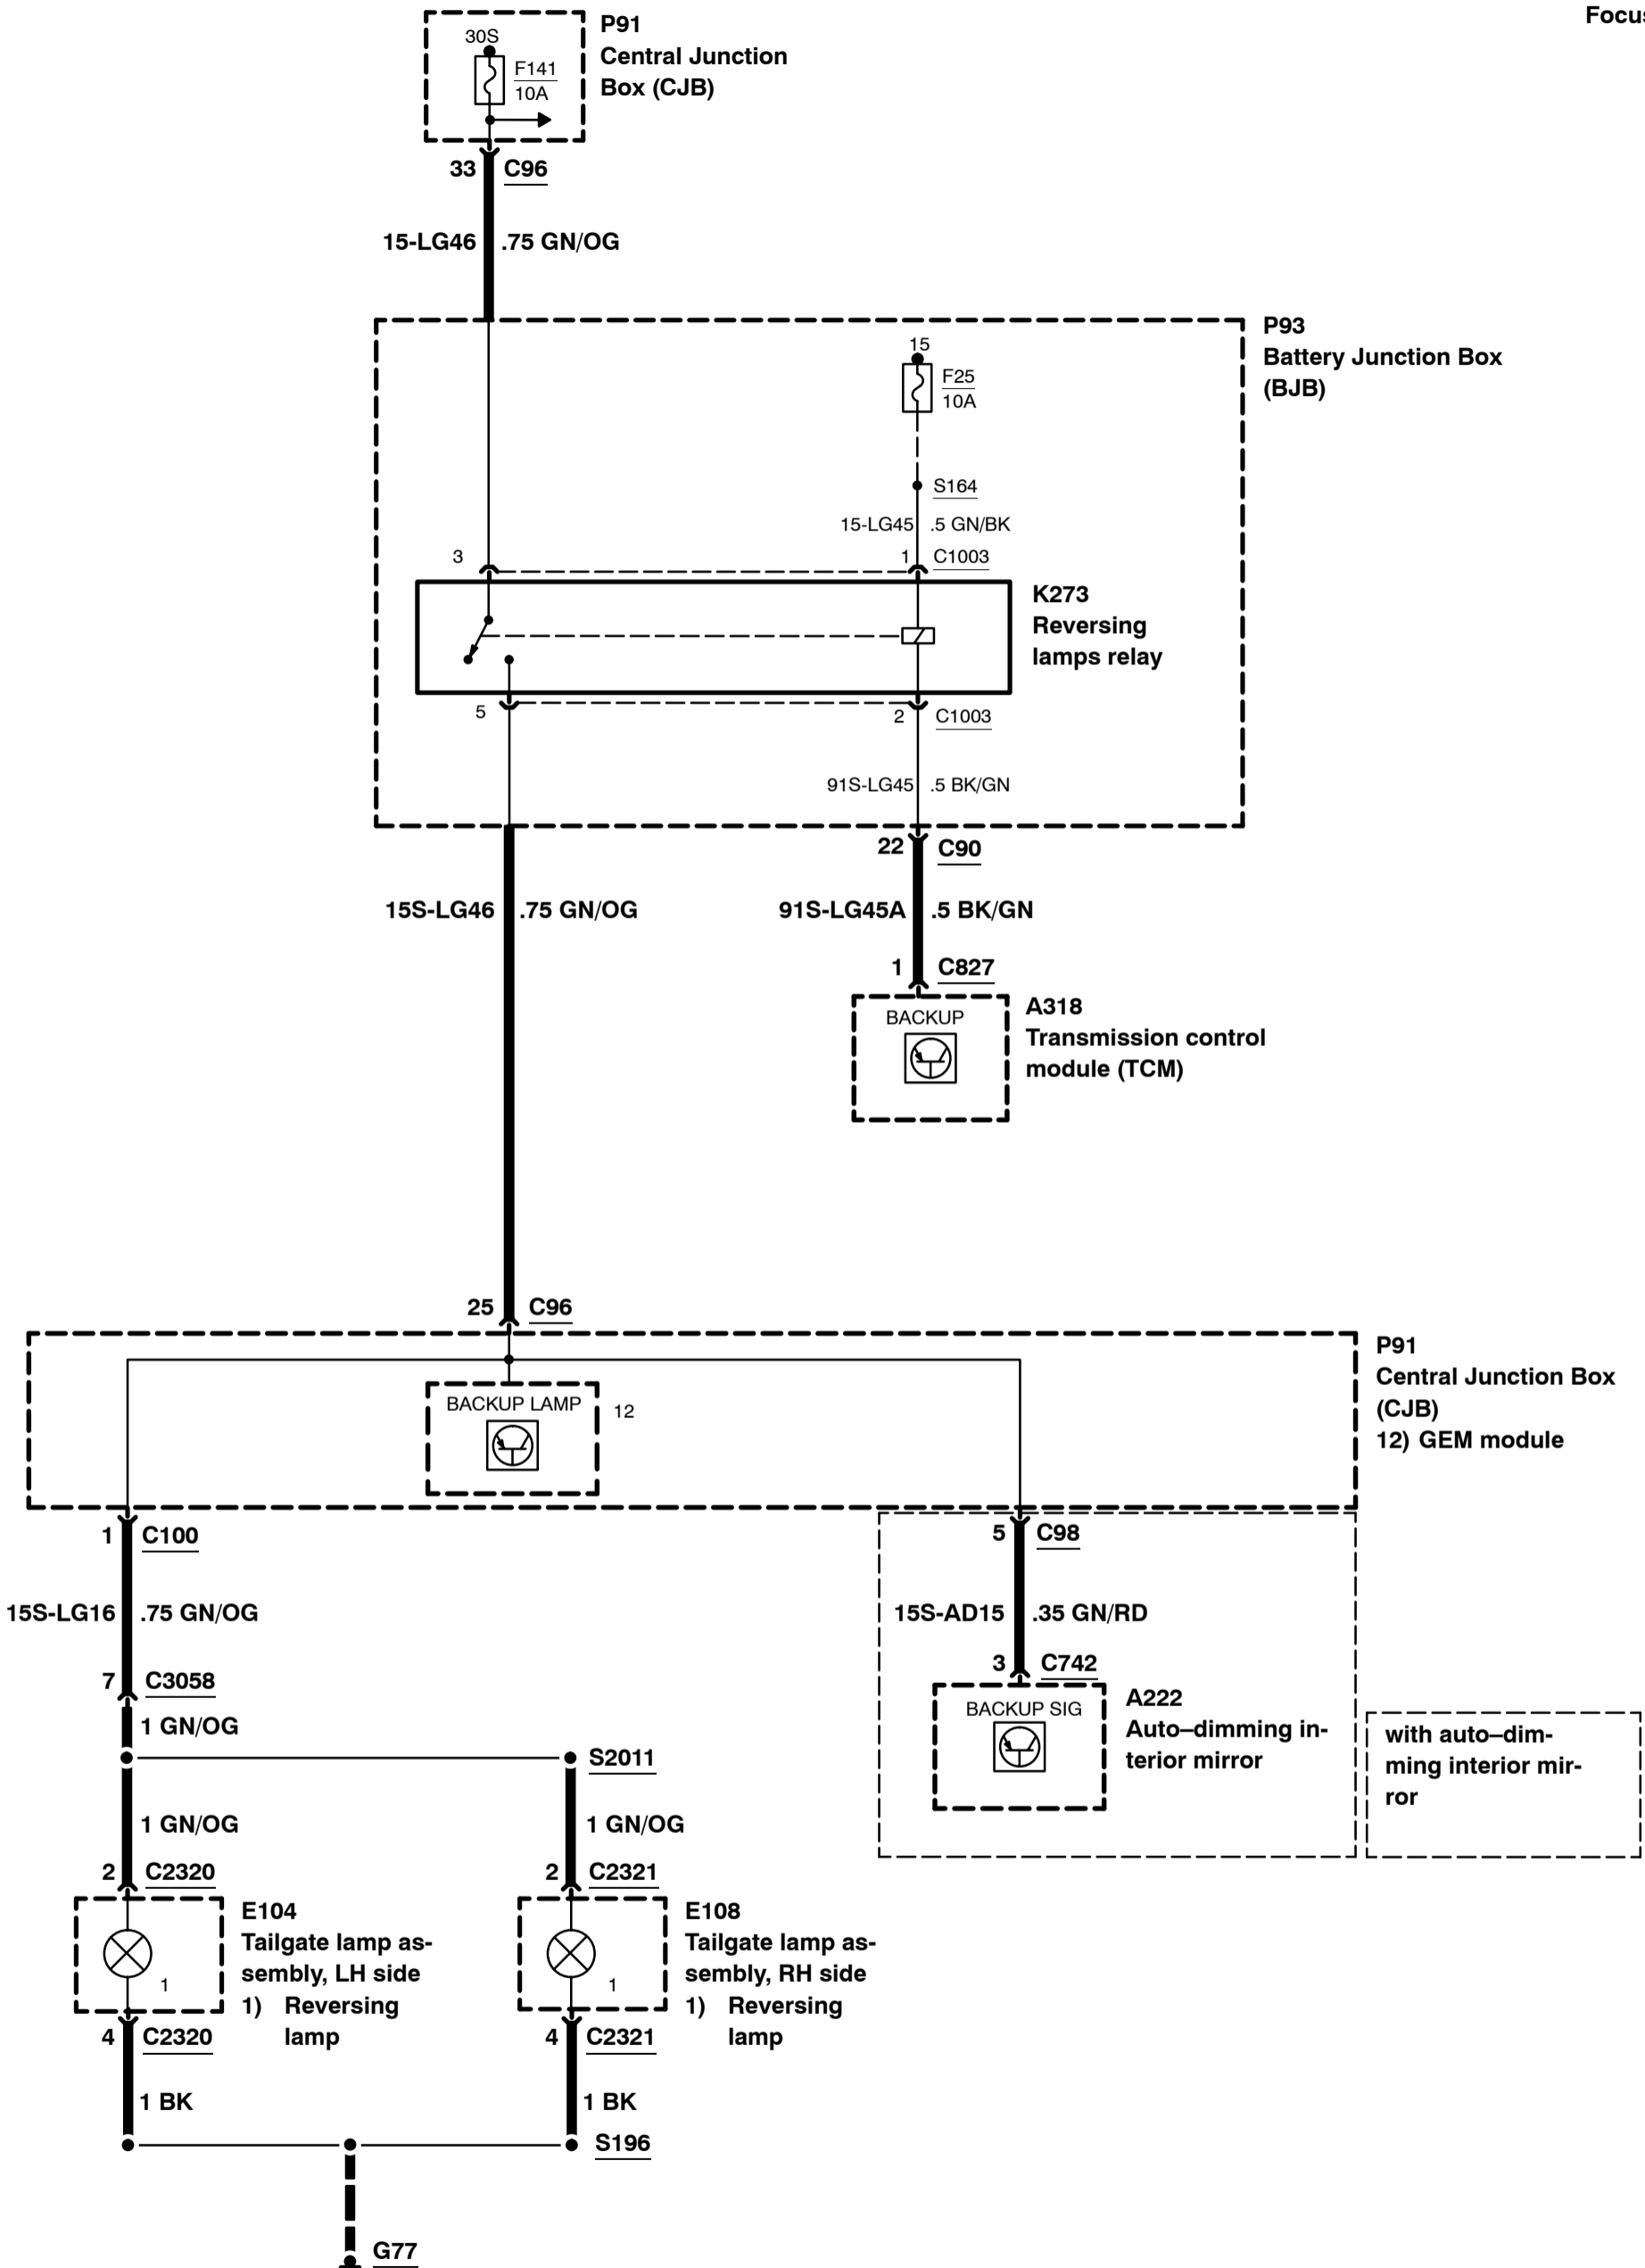 Focus
30S
F141
10A
P91
Central Junction
Box (CJB)
33 C96
15-LG46 .75 GN/OG
P93
Battery Junction Box
(BJB)
15
F25
10A
S164
15-LG45 .5 GN/BK
3 1 C1003
K273
Reversing
lamps relay
5 2 C1003
91S-LG45 .5 BK/GN
22 C90
15S-LG46 .75 GN/OG 91S-LG45A .5 BK/GN
1 C827
BACKUP
A318
Transmission control
module (TCM)
25 C96
BACKUP LAMP 12
P91
Central Junction Box
(CJB)
12) GEM module
1 C100 5 C98
15S-LG16 .75 GN/OG 15S-AD15 .35 GN/RD
7 C3058 3 C742
1 GN/OG
BACKUP SIG
A222
Auto–dimming in-
terior mirror
with auto–dim-
ming interior mir-
ror
S2011
1 GN/OG 1 GN/OG
2 C2320 2 C2321
1
E104
Tailgate lamp as-
sembly, LH side
1) Reversing
lamp
1
E108
Tailgate lamp as-
sembly, RH side
1) Reversing
lamp
4 C2320 4 C2321
1 BK 1 BK
S196
G77